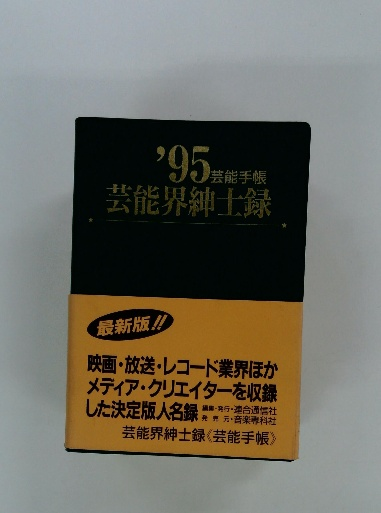 '95芸能手帳
芸能界紳士録
最新版!!
映画・放送・レコード業界ほか
メディア・クリエイターを収録
した決定版人名録 編集・発行・連合通信社
発売元・音楽専科社
芸能界紳士録《芸能手帳》